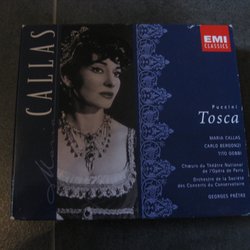 CALLAS
EMI
CLASSICS
Puccini
Tosca
MARIA CALLAS
CARLO BERGONZI
TITO GOBBI
Chœurs du Théâtre National
de l'Opéra de Paris
Orchestre de la Société
des Concerts du Conservatoire
GEORGES PRÊTRE